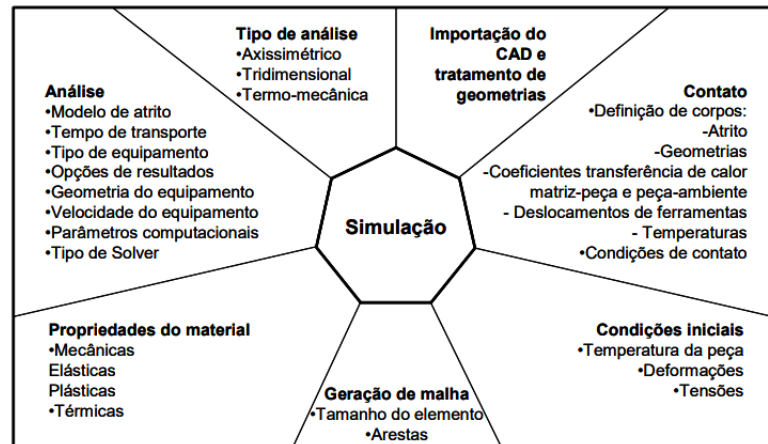 Tipo de análise
•Axissimétrico
•Tridimensional
•Termo-mecânica
Importação do
CAD e
tratamento de
geometrias
Análise
•Modelo de atrito
•Tempo de transporte
•Tipo de equipamento
•Opções de resultados
•Geometria do equipamento
•Velocidade do equipamento
•Parâmetros computacionais
•Tipo de Solver
Contato
•Definição de corpos:
-Atrito
-Geometrias
-Coeficientes transferência de calor
matriz-peça e peça-ambiente
- Deslocamentos de ferramentas
- Temperaturas
•Condições de contato
Simulação
Propriedades do material
•Mecânicas
Elásticas
Plásticas
•Térmicas
Geração de malha
•Tamanho do elemento
•Arestas
Condições iniciais
•Temperatura da peça
•Deformações
•Tensões